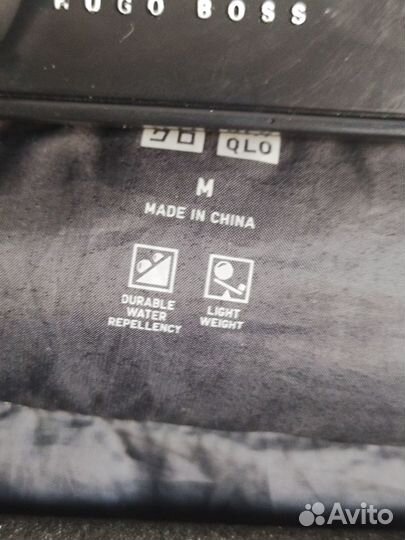 HUGO BOSS
QLO
M
MADE IN CHINA
DURABLE
WATER
REPELLENCY
LIGHT
WEIGHT
Avito